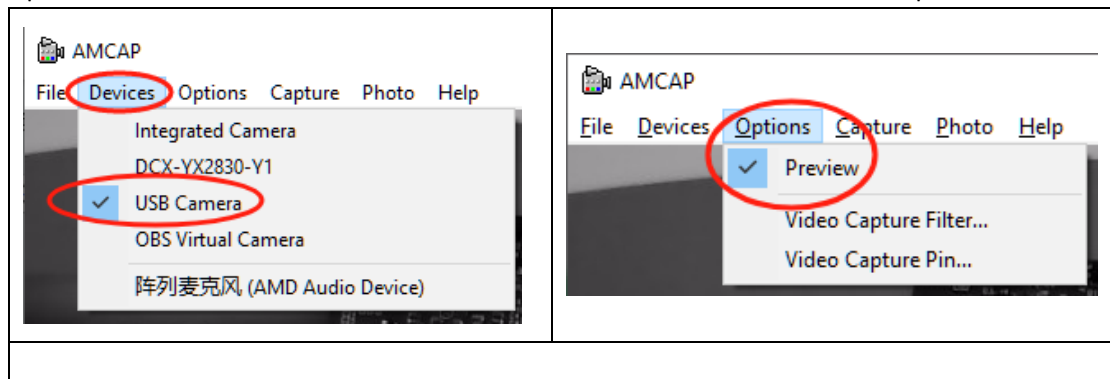 AMCAP
File Devices Options Capture Photo Help
Integrated Camera
DCX-YX2830-Y1
USB Camera
OBS Virtual Camera
阵列麦克风 (AMD Audio Device)
AMCAP
File Devices Options Capture Photo Help
Preview
Video Capture Filter...
Video Capture Pin...